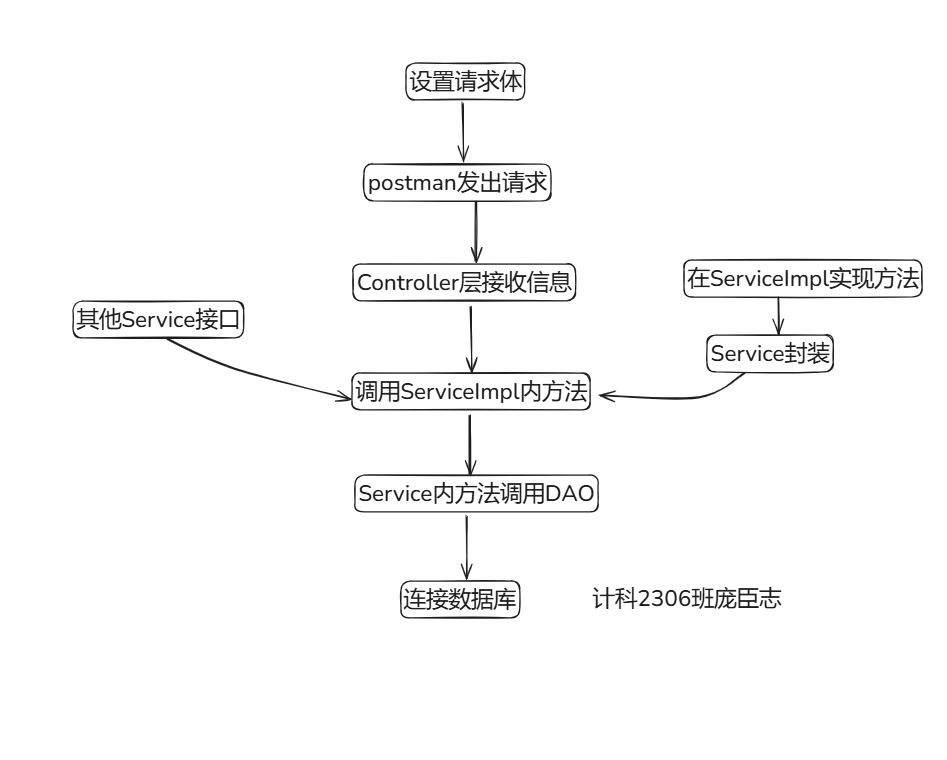 设置请求体
postman发出请求
Controller层接收信息
在ServiceImpl实现方法
其他Service接口
Service封装
调用ServiceImpl内方法
Service内方法调用DAO
连接数据库
计科2306班庞臣志